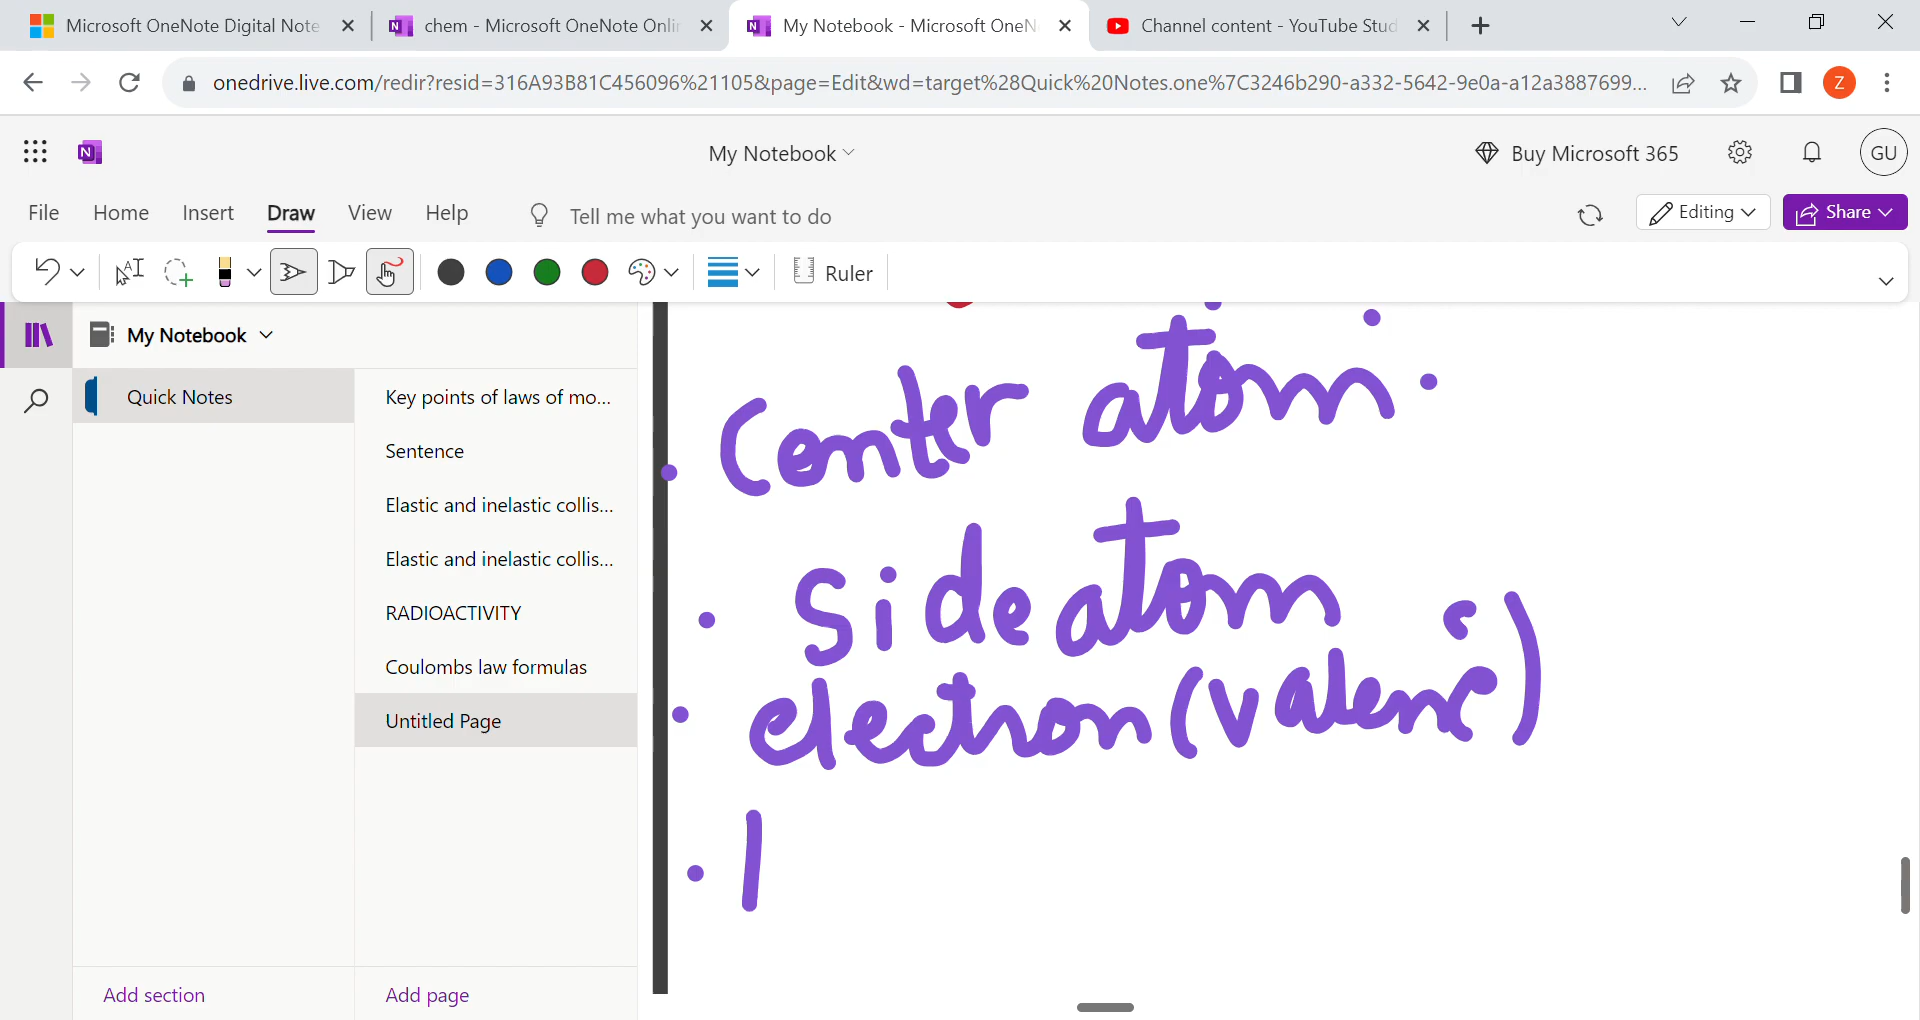 Microsoft OneNote Digital Note
chem - Microsoft OneNote Onli
My Notebook - Microsoft OneN
Channel content - YouTube Stud
onedrive.live.com/redir?resid=316A93B81C456096%21105&page=Edit&wd=target%28Quick%20Notes.one%7C3246b290-a332-5642-9e0a-a12a3887699...
Z
N
My Notebook
Buy Microsoft 365
GU
File Home Insert Draw View Help
Tell me what you want to do
Editing
Share
Ruler
My Notebook
Quick Notes
Key points of laws of mo...
Sentence
Elastic and inelastic collis...
Elastic and inelastic collis...
RADIOACTIVITY
Coulombs law formulas
Untitled Page
Add section
Add page
Center atom
Side atom
electron (valence)